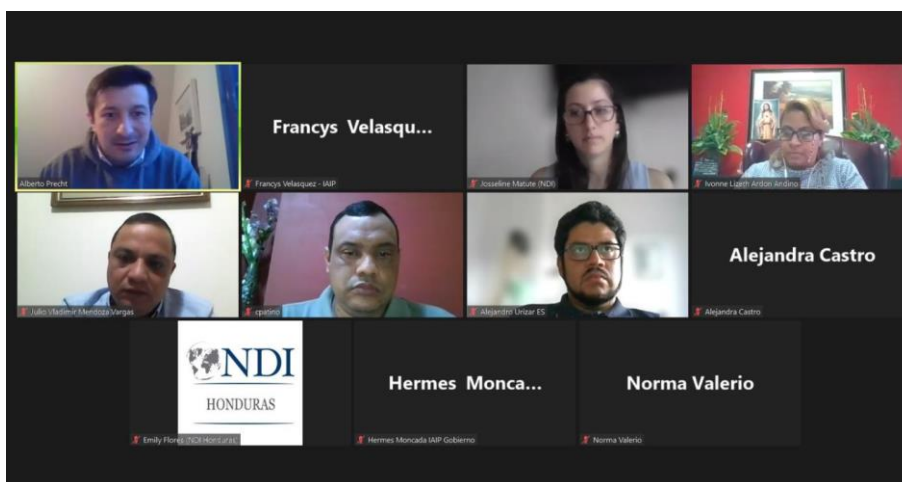 Alberto Precht
Francys Velasqu...
Francys Velasquez - IAIP
Josseline Matute (NDI)
Ivonne Lizeth Ardon Andino
Julio Vladimir Mendoza Vargas
cpatino
Alejandro Urizar ES
Alejandra Castro
Alejandra Castro
NDI
HONDURAS
Emily Flores (NDI Honduras)
Hermes Monca...
Hermes Moncada IAIP Gobierno
Norma Valerio
Norma Valerio